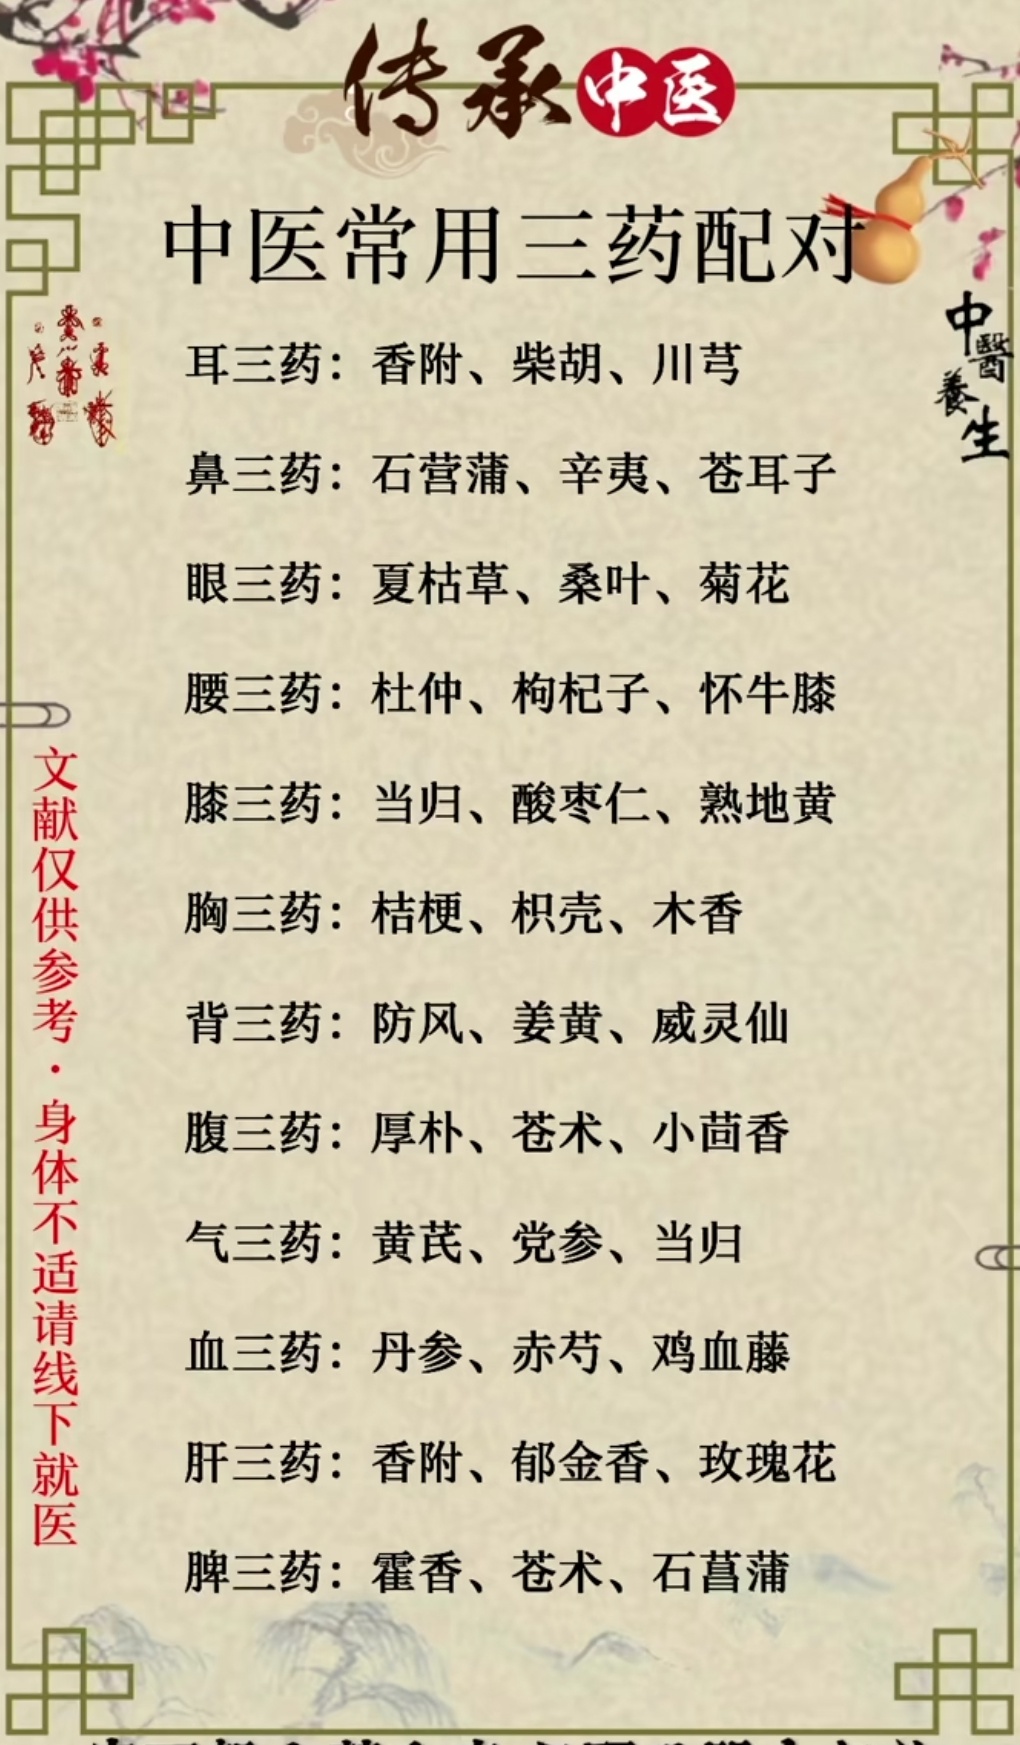 传承中医
中医常用三药配对
中醫養生
耳三药：香附、柴胡、川芎
鼻三药：石营蒲、辛夷、苍耳子
眼三药：夏枯草、桑叶、菊花
腰三药：杜仲、枸杞子、怀牛膝
膝三药：当归、酸枣仁、熟地黄
胸三药：桔梗、枳壳、木香
背三药：防风、姜黄、威灵仙
腹三药：厚朴、苍术、小茴香
气三药：黄芪、党参、当归
血三药：丹参、赤芍、鸡血藤
肝三药：香附、郁金香、玫瑰花
脾三药：霍香、苍术、石菖蒲
文献仅供参考·身体不适请线下就医